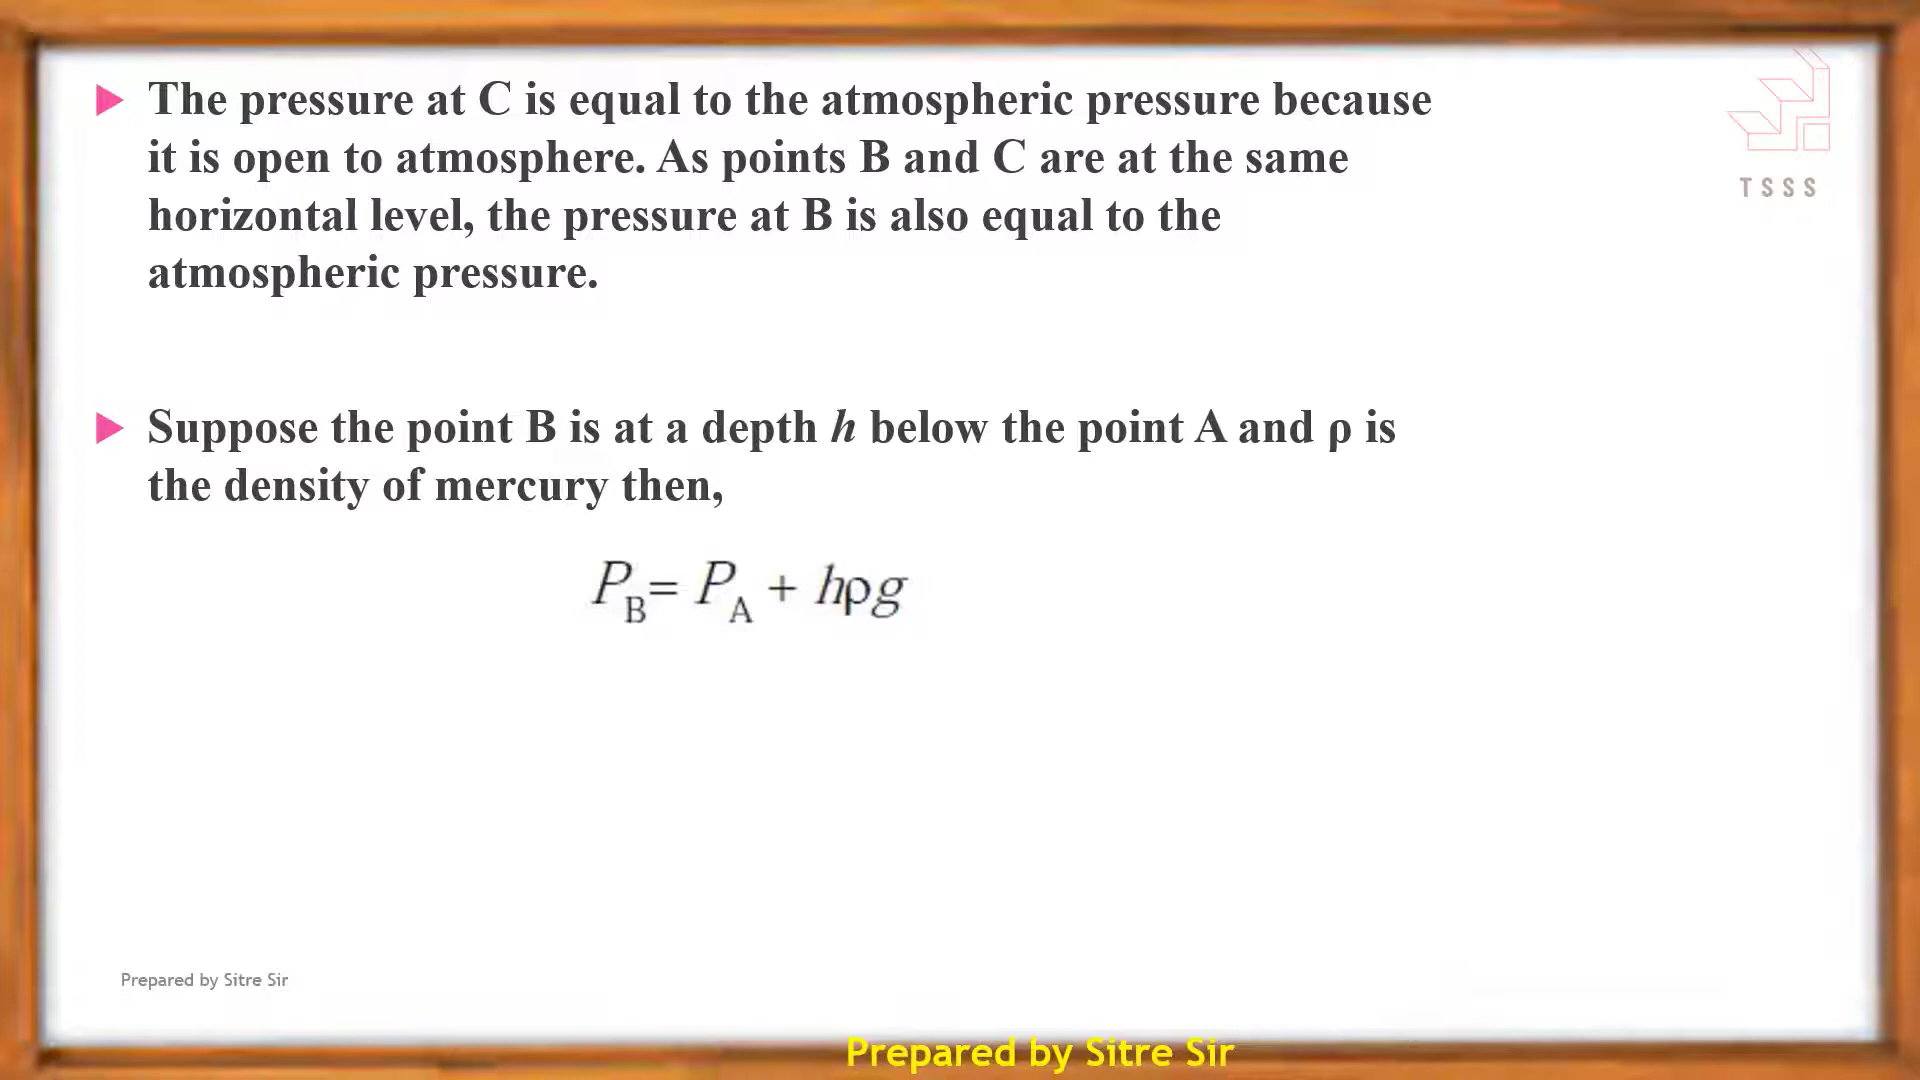 The pressure at C is equal to the atmospheric pressure because
it is open to atmosphere. As points B and C are at the same
horizontal level, the pressure at B is also equal to the
atmospheric pressure.
TSSS
Suppose the point B is at a depth h below the point A and ρ is
the density of mercury then,
P_B = P_A + hρg
Prepared by Sitre Sir
Prepared by Sitre Sir